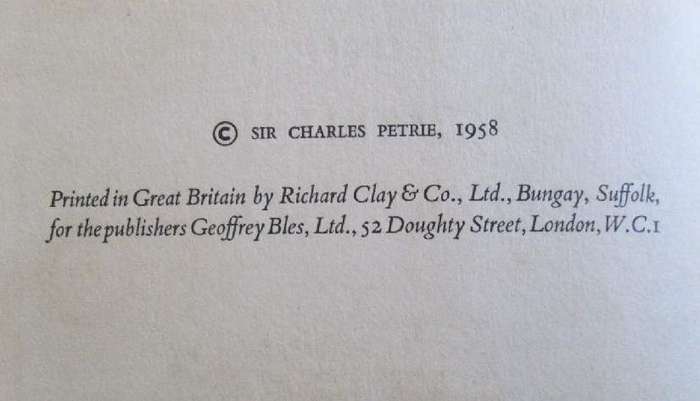 © SIR CHARLES PETRIE, 1958
Printed in Great Britain by Richard Clay & Co., Ltd., Bungay, Suffolk,
for the publishers Geoffrey Bles, Ltd., 52 Doughty Street, London, W.C.1